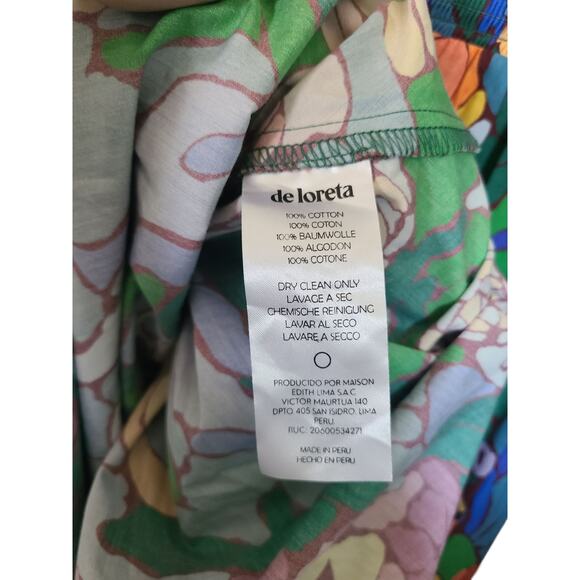 de loreta
100% COTTON
100% COTON
100% BAUMWOLLE
100% ALGODON
100% COTONE
DRY CLEAN ONLY
LAVAGE A SEC
CHEMISCHE REINIGUNG
LAVAR AL SECO
LAVARE A SECCO
PRODUCIDO POR MAISON
EDITH LIMA S.A.C
VICTOR MAURTUA 140
DPTO 405 SAN ISIDRO. LIMA
PERU.
RUC: 20600534271
MADE IN PERU
HECHO EN PERU